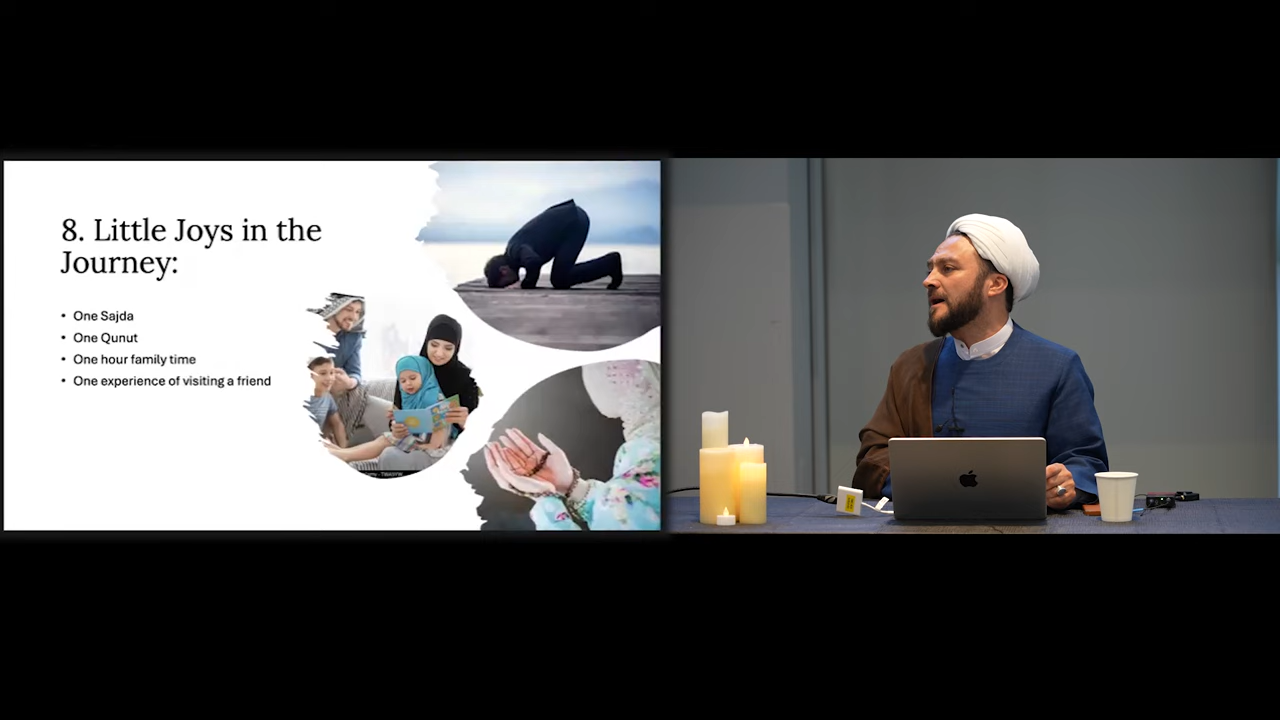 8. Little Joys in the
Journey:
• One Sajda
• One Qunut
• One hour family time
• One experience of visiting a friend